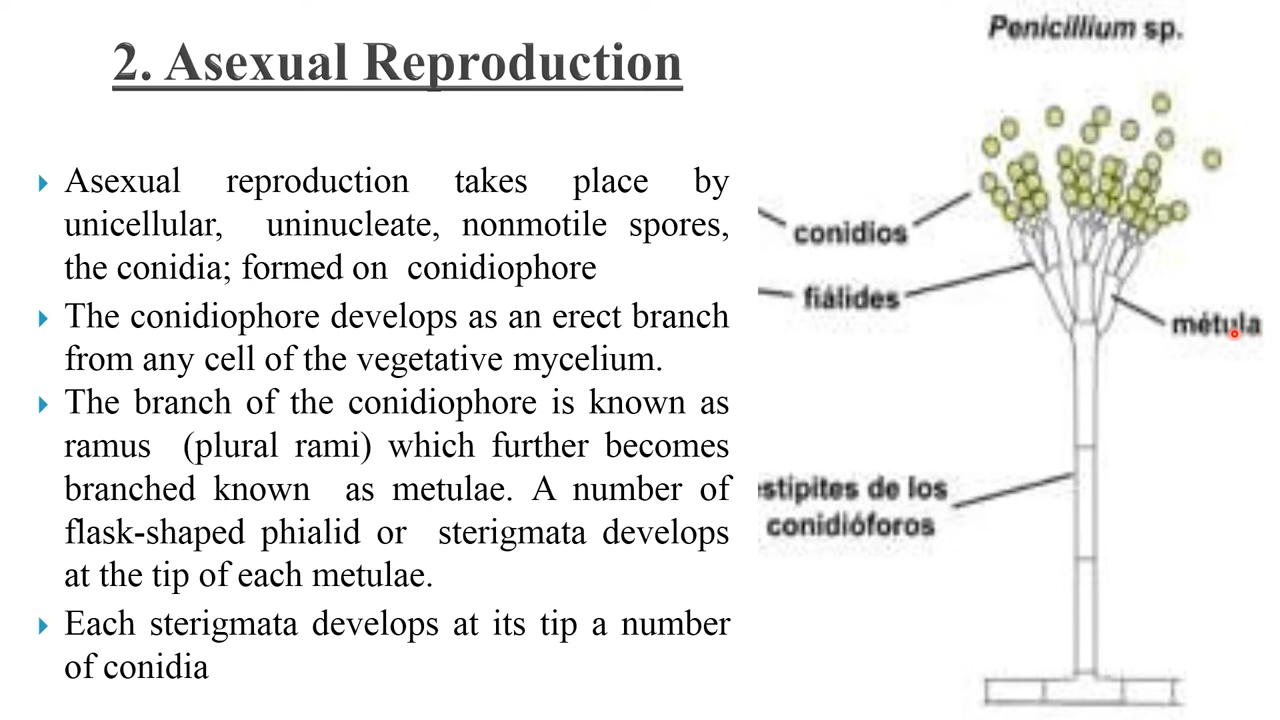 2. Asexual Reproduction
Asexual reproduction takes place by
unicellular, uninucleate, nonmotile spores,
the conidia; formed on conidiophore
The conidiophore develops as an erect branch
from any cell of the vegetative mycelium.
The branch of the conidiophore is known as
ramus (plural rami) which further becomes
branched known as metulae. A number of
flask-shaped phialid or sterigmata develops
at the tip of each metulae.
Each sterigmata develops at its tip a number
of conidia
Penicillium sp.
conidios
fiálides
métula
estípites de los
conidióforos